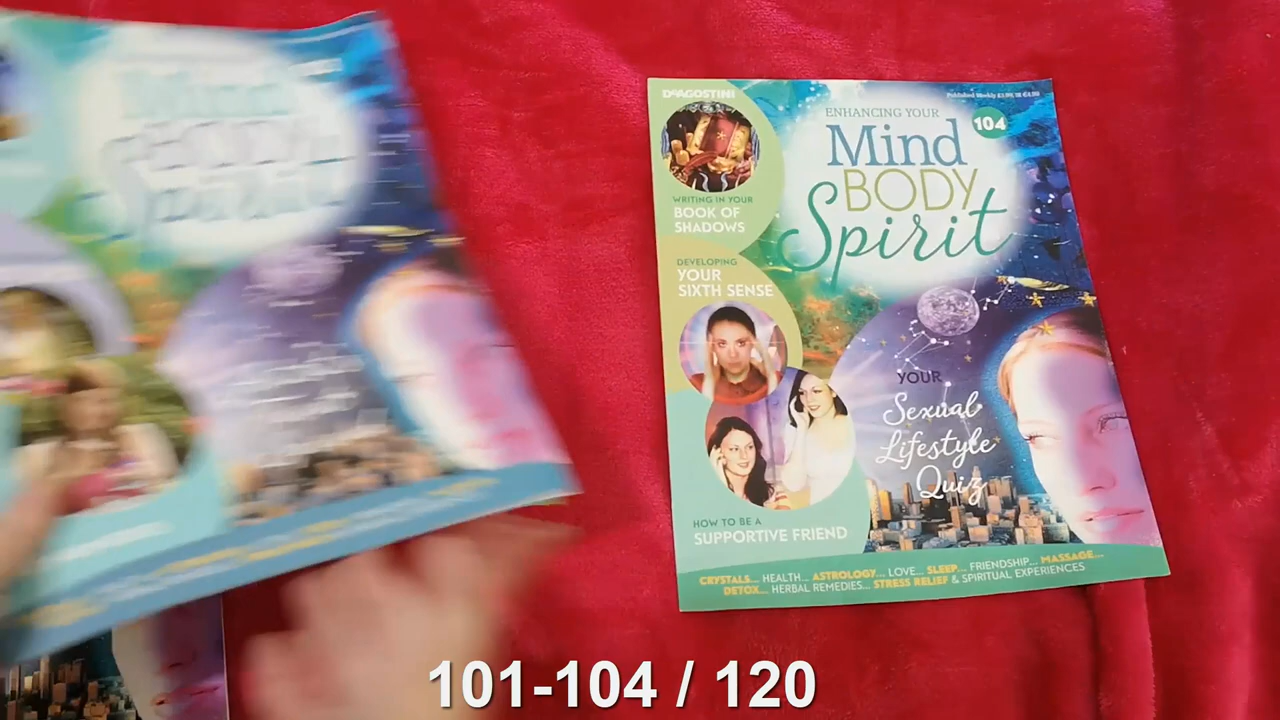 DeAGOSTINI
ENHANCING YOUR
104
Mind
BODY
Spirit
WRITING IN YOUR
BOOK OF
SHADOWS
DEVELOPING
YOUR
SIXTH SENSE
YOUR
Sexual
Lifestyle
Quiz
HOW TO BE A
SUPPORTIVE FRIEND
CRYSTALS... HEALTH... ASTROLOGY... LOVE... SLEEP... FRIENDSHIP... MASSAGE...
DETOX... HERBAL REMEDIES... STRESS RELIEF & SPIRITUAL EXPERIENCES
Mind
Spirit
101-104 / 120